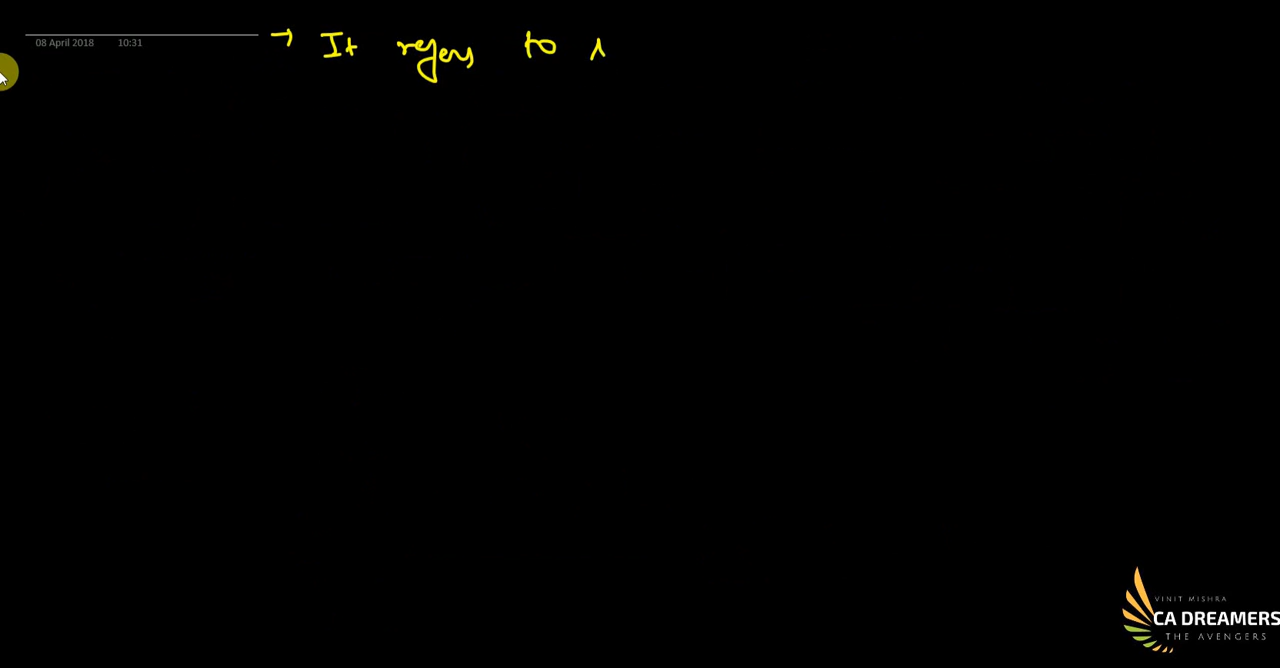 → It refers to
08 April 2018 10:31
VINIT MISHRA
CA DREAMERS
THE AVENGERS